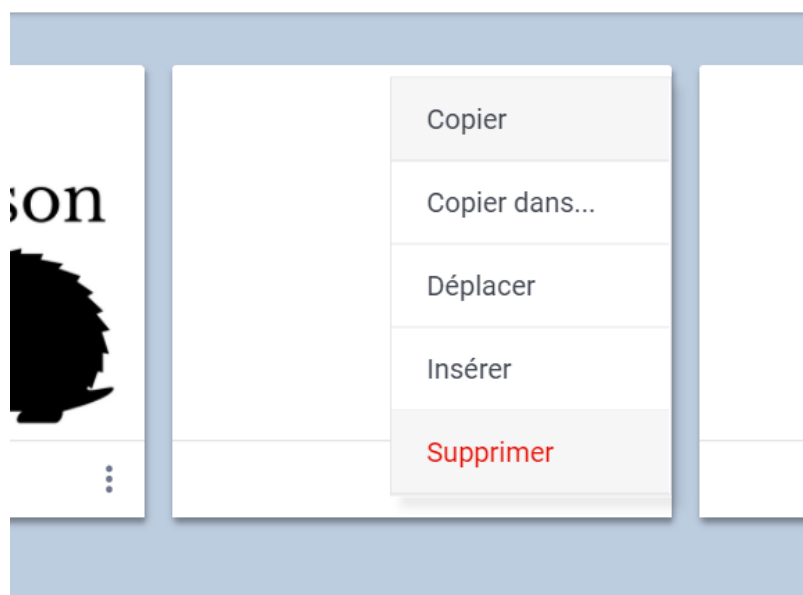 son
Copier
Copier dans...
Déplacer
Insérer
Supprimer